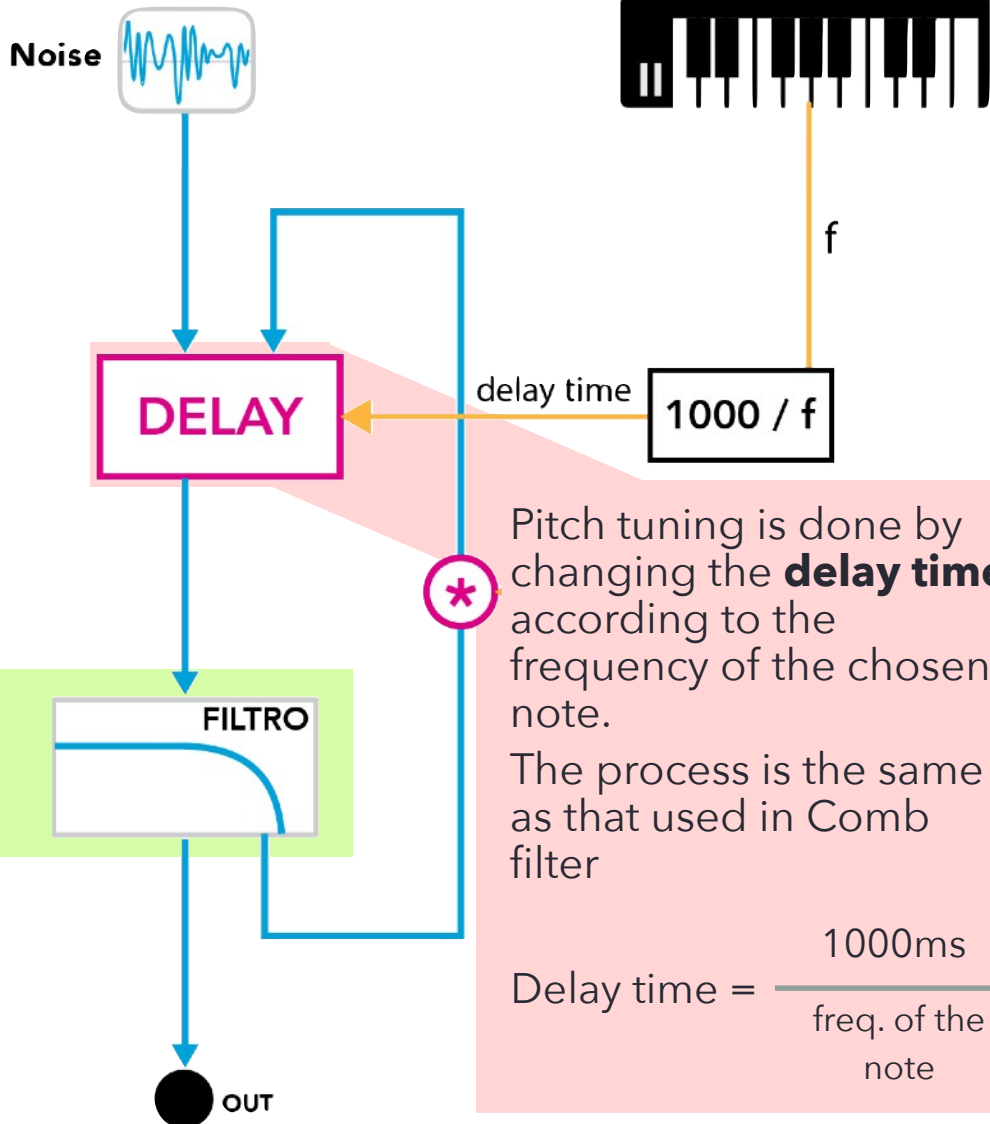 Noise
f
delay time
DELAY
1000 / f
Pitch tuning is done by
changing the delay time
according to the
frequency of the chosen
note.
*
FILTRO
The process is the same
as that used in Comb
filter
1000ms
Delay time =
freq. of the
note
OUT